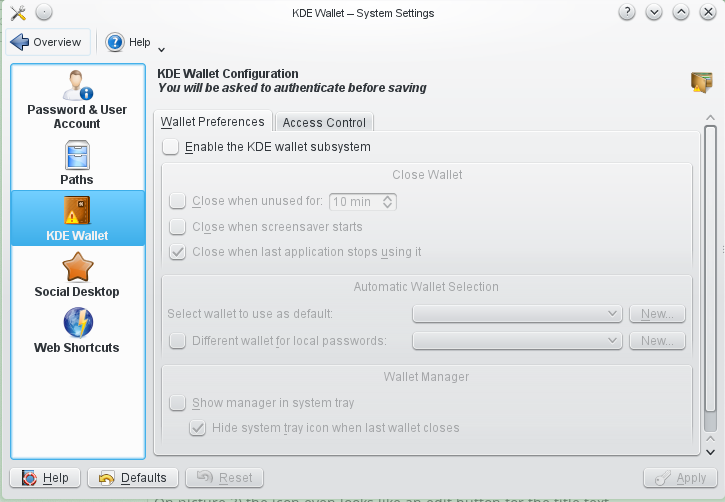 KDE Wallet – System Settings
Overview Help
KDE Wallet Configuration
You will be asked to authenticate before saving
Password & User
Account
Paths
KDE Wallet
Social Desktop
Web Shortcuts
Wallet Preferences Access Control
Enable the KDE wallet subsystem
Close Wallet
Close when unused for: 10 min
Close when screensaver starts
Close when last application stops using it
Automatic Wallet Selection
Select wallet to use as default: New...
Different wallet for local passwords: New...
Wallet Manager
Show manager in system tray
Hide system tray icon when last wallet closes
Help Defaults Reset Apply